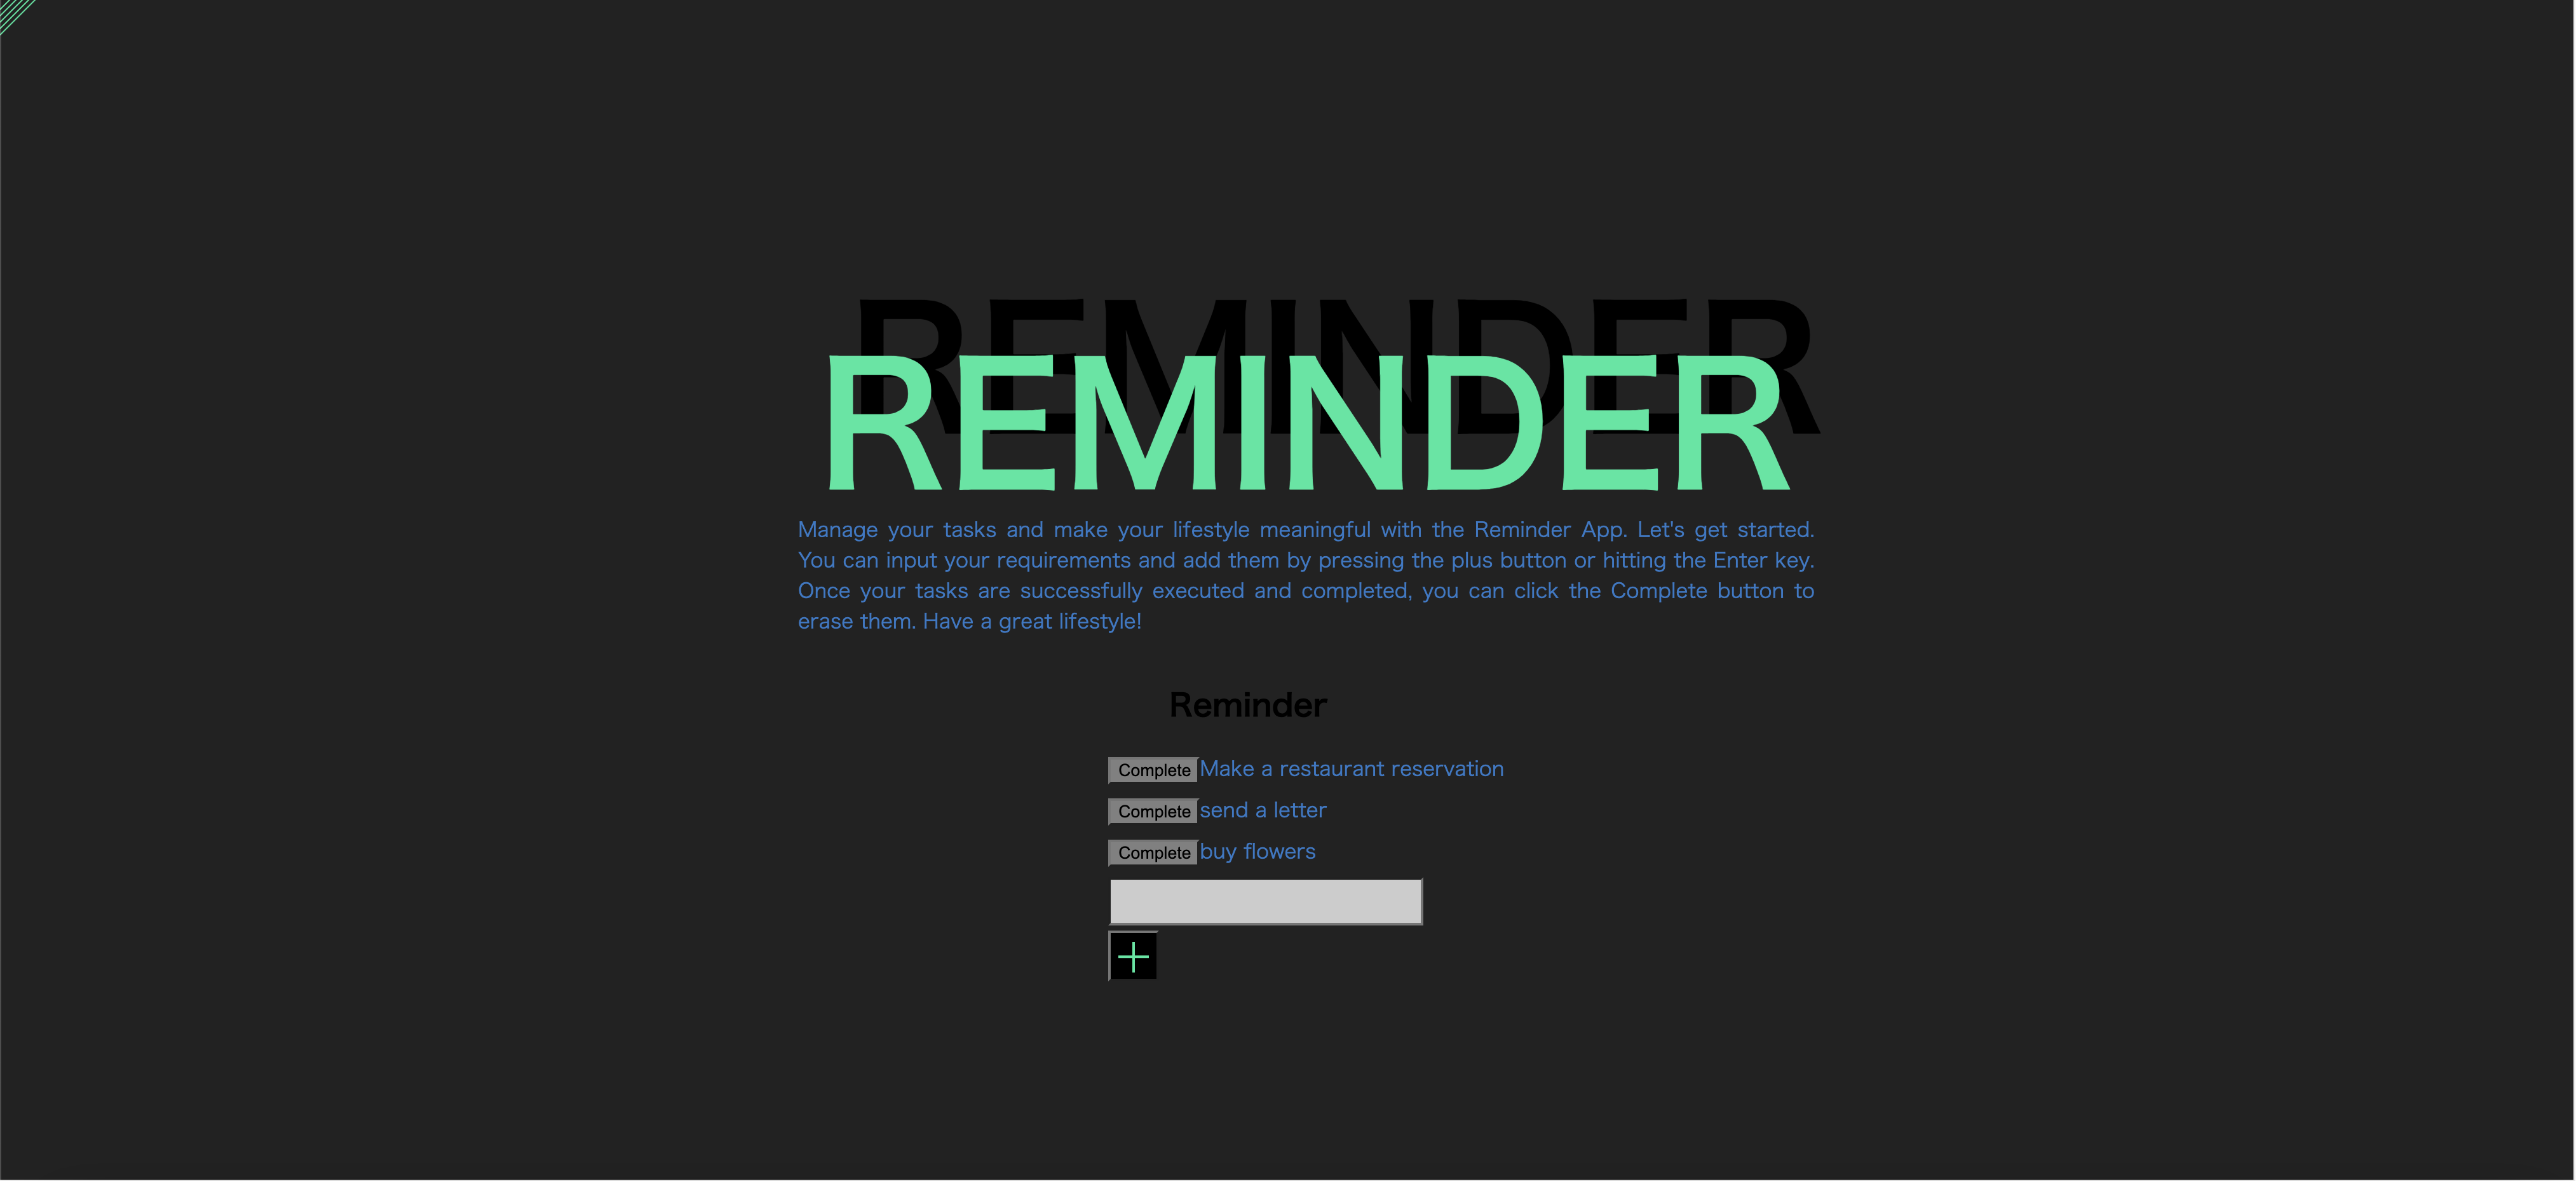 REMINDER
REMINDER
Manage your tasks and make your lifestyle meaningful with the Reminder App. Let's get started.
You can input your requirements and add them by pressing the plus button or hitting the Enter key.
Once your tasks are successfully executed and completed, you can click the Complete button to
erase them. Have a great lifestyle!
Reminder
Complete Make a restaurant reservation
Complete send a letter
Complete buy flowers
+